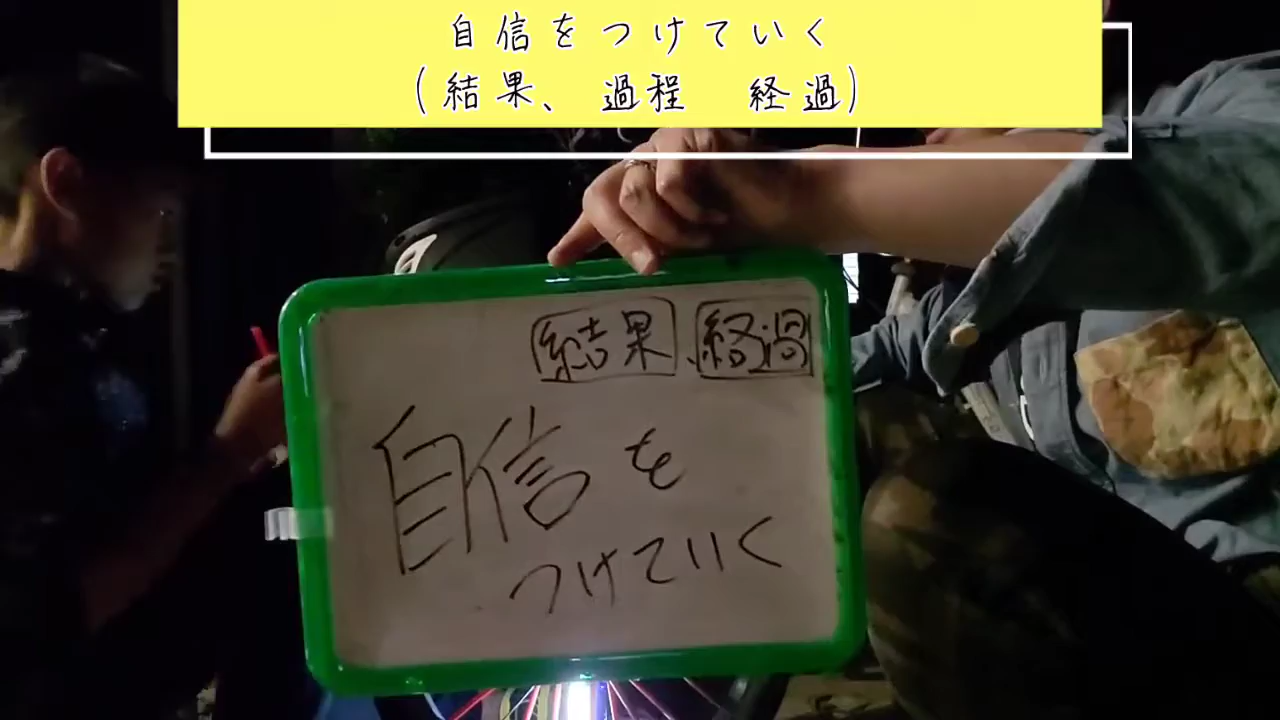 自信をつけていく
(結果、過程 経過)
結果、経過
自信を
つけていく